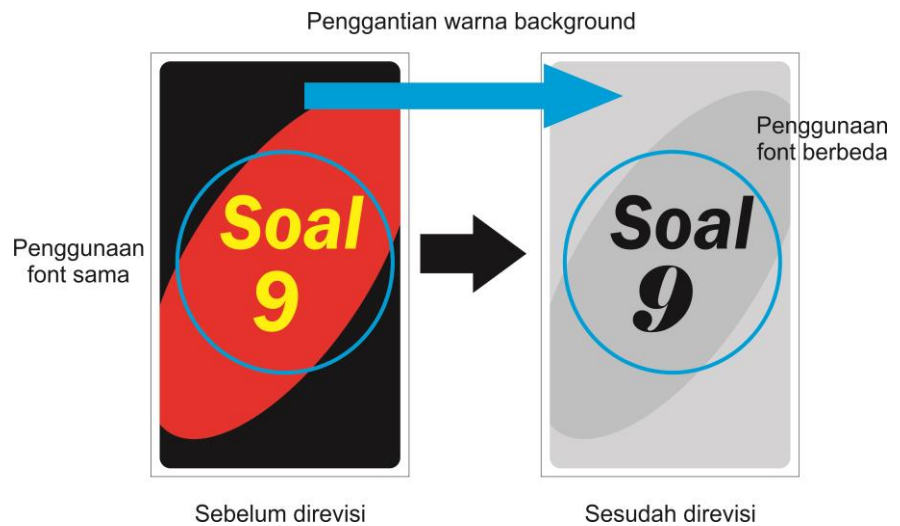 Penggantian warna background
Penggunaan
font berbeda
Soal
9
Soal
9
Penggunaan
font sama
Sebelum direvisi
Sesudah direvisi